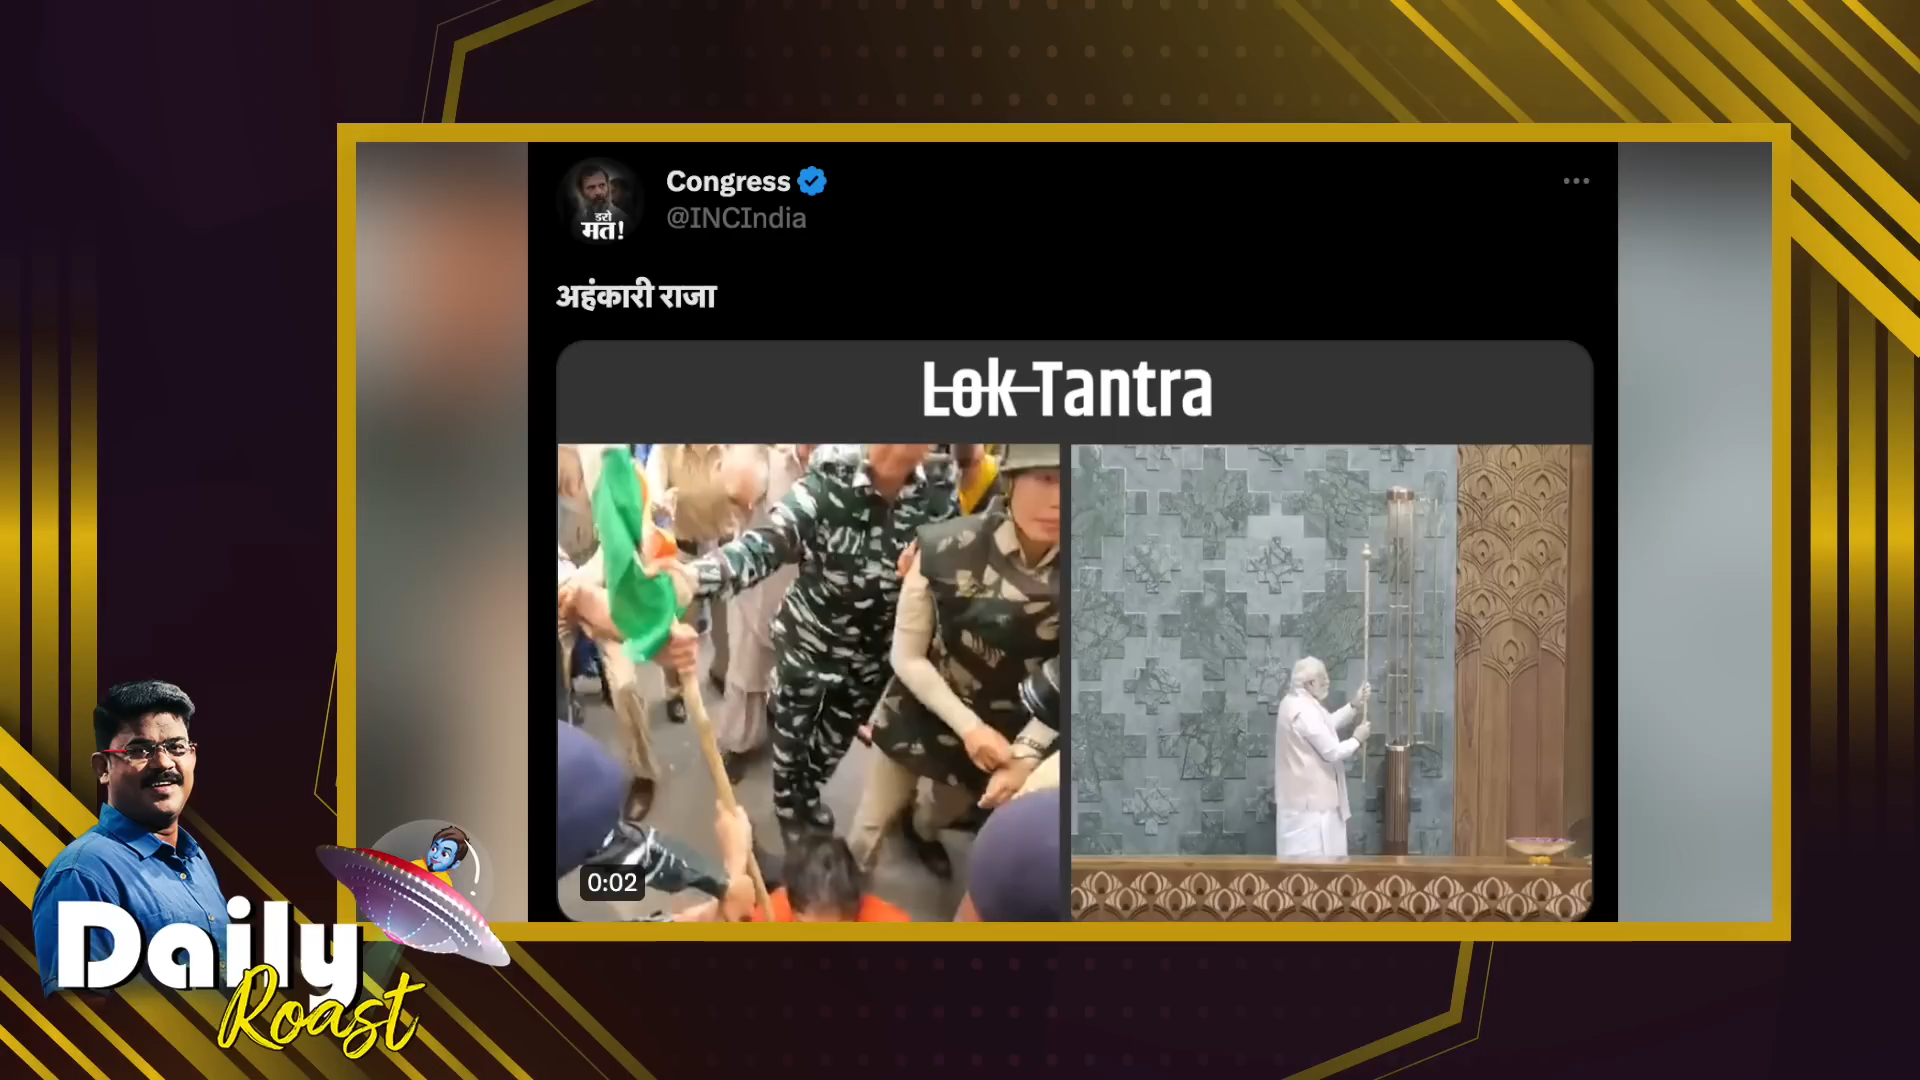 Congress
@INCIndia
डरो
मत!
अहंकारी राजा
Lok Tantra
0:02
Daily
Roast